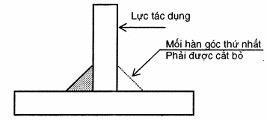 Lực tác dụng
Mối hàn góc thứ nhất
Phải được cắt bỏ